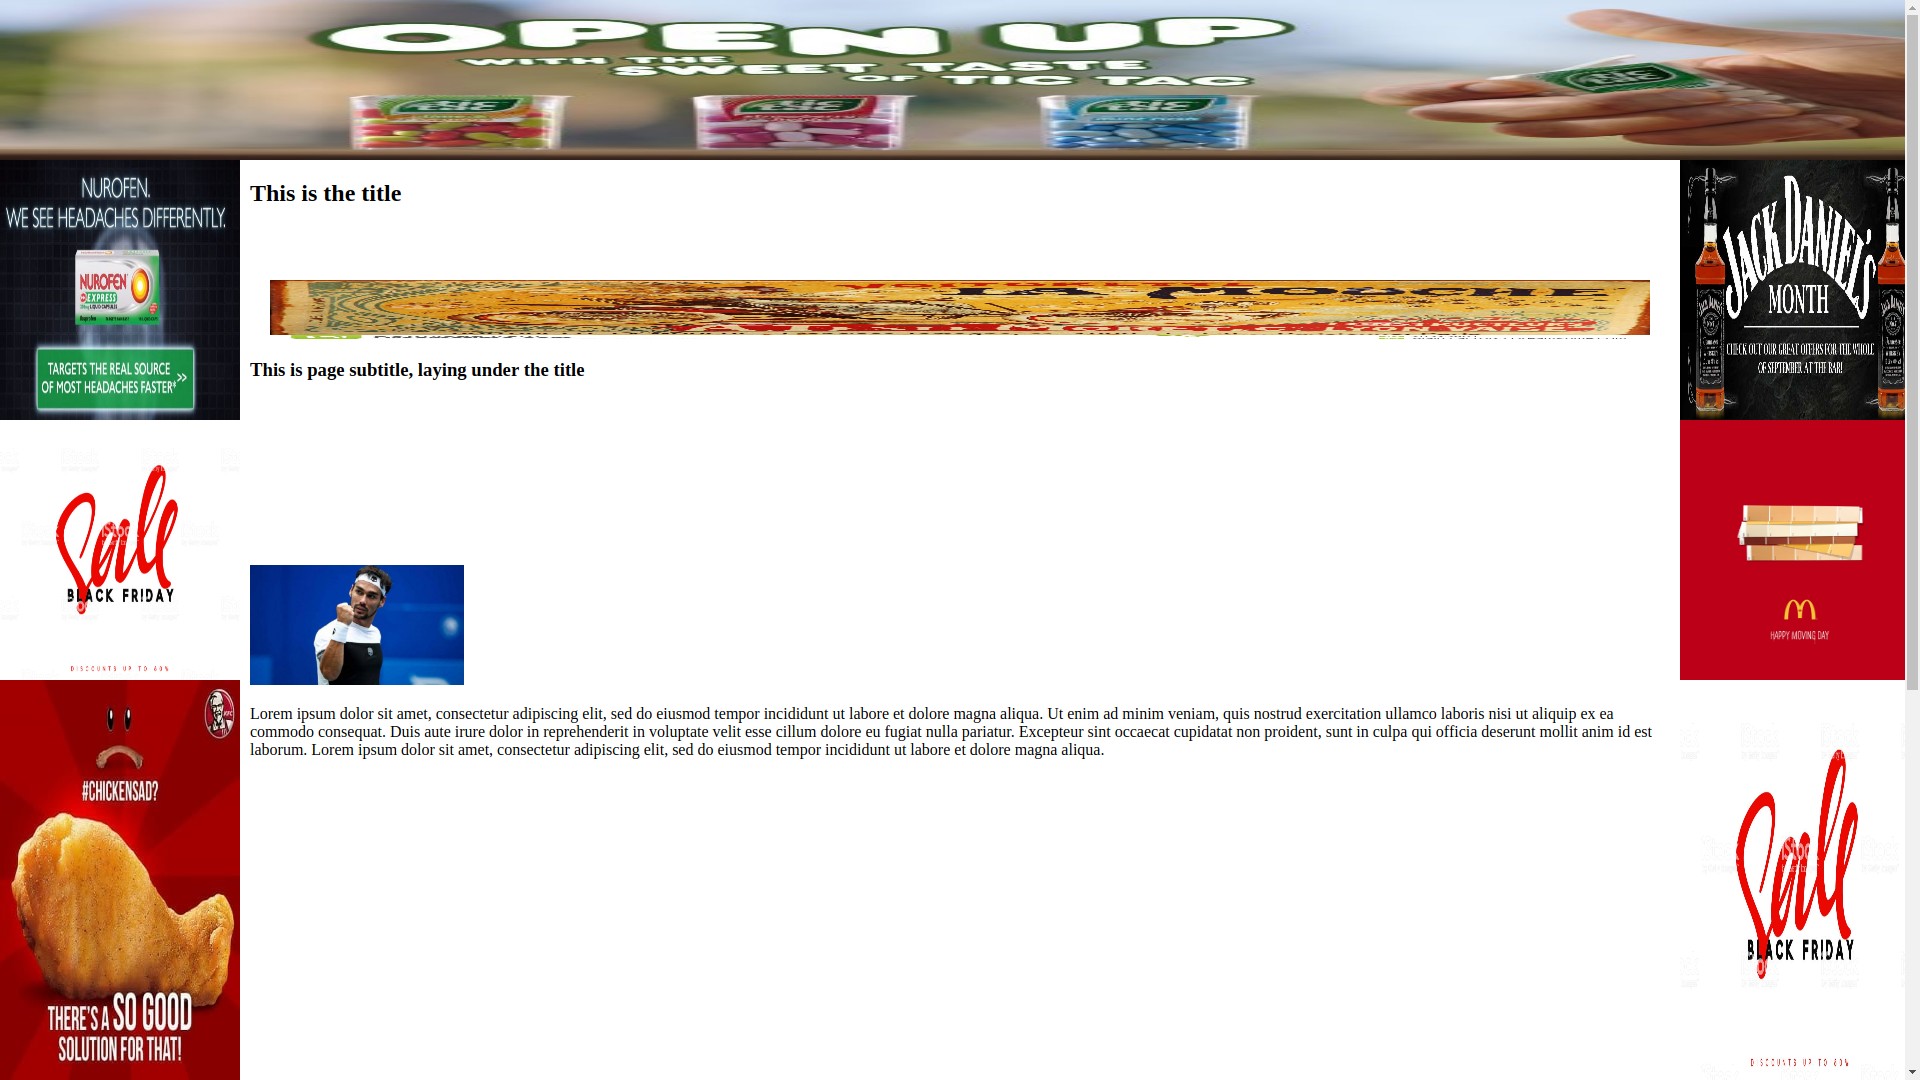 OPEN UP
WITH THE
SWEET TASTE
OF TIC TAC
NUROFEN.
WE SEE HEADACHES DIFFERENTLY.
NUROFEN
EXPRESS
TARGETS THE REAL SOURCE
OF MOST HEADACHES FASTER*»
Sale
BLACK FRIDAY
DISCOUNTS UP TO 60%
KFC
#CHICKENSAD?
THERE'S A SO GOOD
SOLUTION FOR THAT!
This is the title
LA MOUCHE
This is page subtitle, laying under the title
Lorem ipsum dolor sit amet, consectetur adipiscing elit, sed do eiusmod tempor incididunt ut labore et dolore magna aliqua. Ut enim ad minim veniam, quis nostrud exercitation ullamco laboris nisi ut aliquip ex ea
commodo consequat. Duis aute irure dolor in reprehenderit in voluptate velit esse cillum dolore eu fugiat nulla pariatur. Excepteur sint occaecat cupidatat non proident, sunt in culpa qui officia deserunt mollit anim id est
laborum. Lorem ipsum dolor sit amet, consectetur adipiscing elit, sed do eiusmod tempor incididunt ut labore et dolore magna aliqua.
JACK DANIEL'S
MONTH
CHECK OUT OUR GREAT OFFERS FOR THE WHOLE
OF SEPTEMBER AT THE BAR!
HAPPY MOVING DAY
Sale
iStock
BLACK FRIDAY
DISCOUNTS UP TO 60%